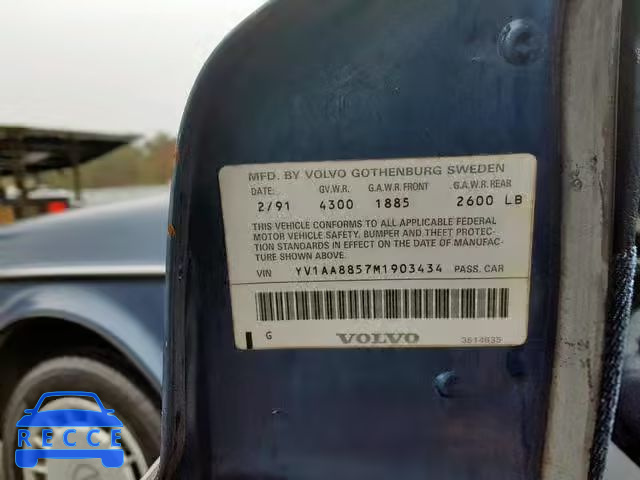 MFD. BY VOLVO GOTHENBURG SWEDEN
DATE: G.V.W.R. G.A.W.R. FRONT G.A.W.R. REAR
2/91 4300 1885 2600 LB
THIS VEHICLE CONFORMS TO ALL APPLICABLE FEDERAL
MOTOR VEHICLE SAFETY, BUMPER AND THEFT PROTEC-
TION STANDARDS IN EFFECT ON THE DATE OF MANUFAC-
TURE SHOWN ABOVE.
VIN YV1AA8857M1903434 PASS. CAR
G VOLVO 3514635
RECCE